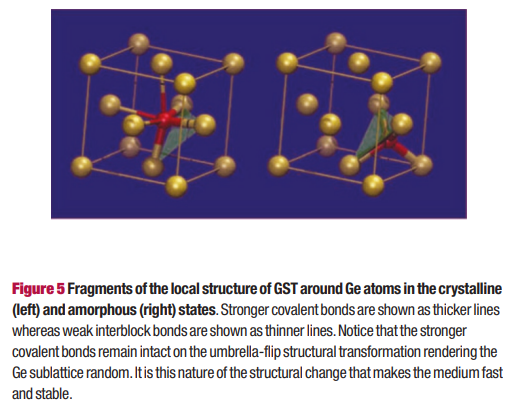 Figure 5 Fragments of the local structure of GST around Ge atoms in the crystalline
(left) and amorphous (right) states. Stronger covalent bonds are shown as thicker lines
whereas weak interblock bonds are shown as thinner lines. Notice that the stronger
covalent bonds remain intact on the umbrella-flip structural transformation rendering the
Ge sublattice random. It is this nature of the structural change that makes the medium fast
and stable.